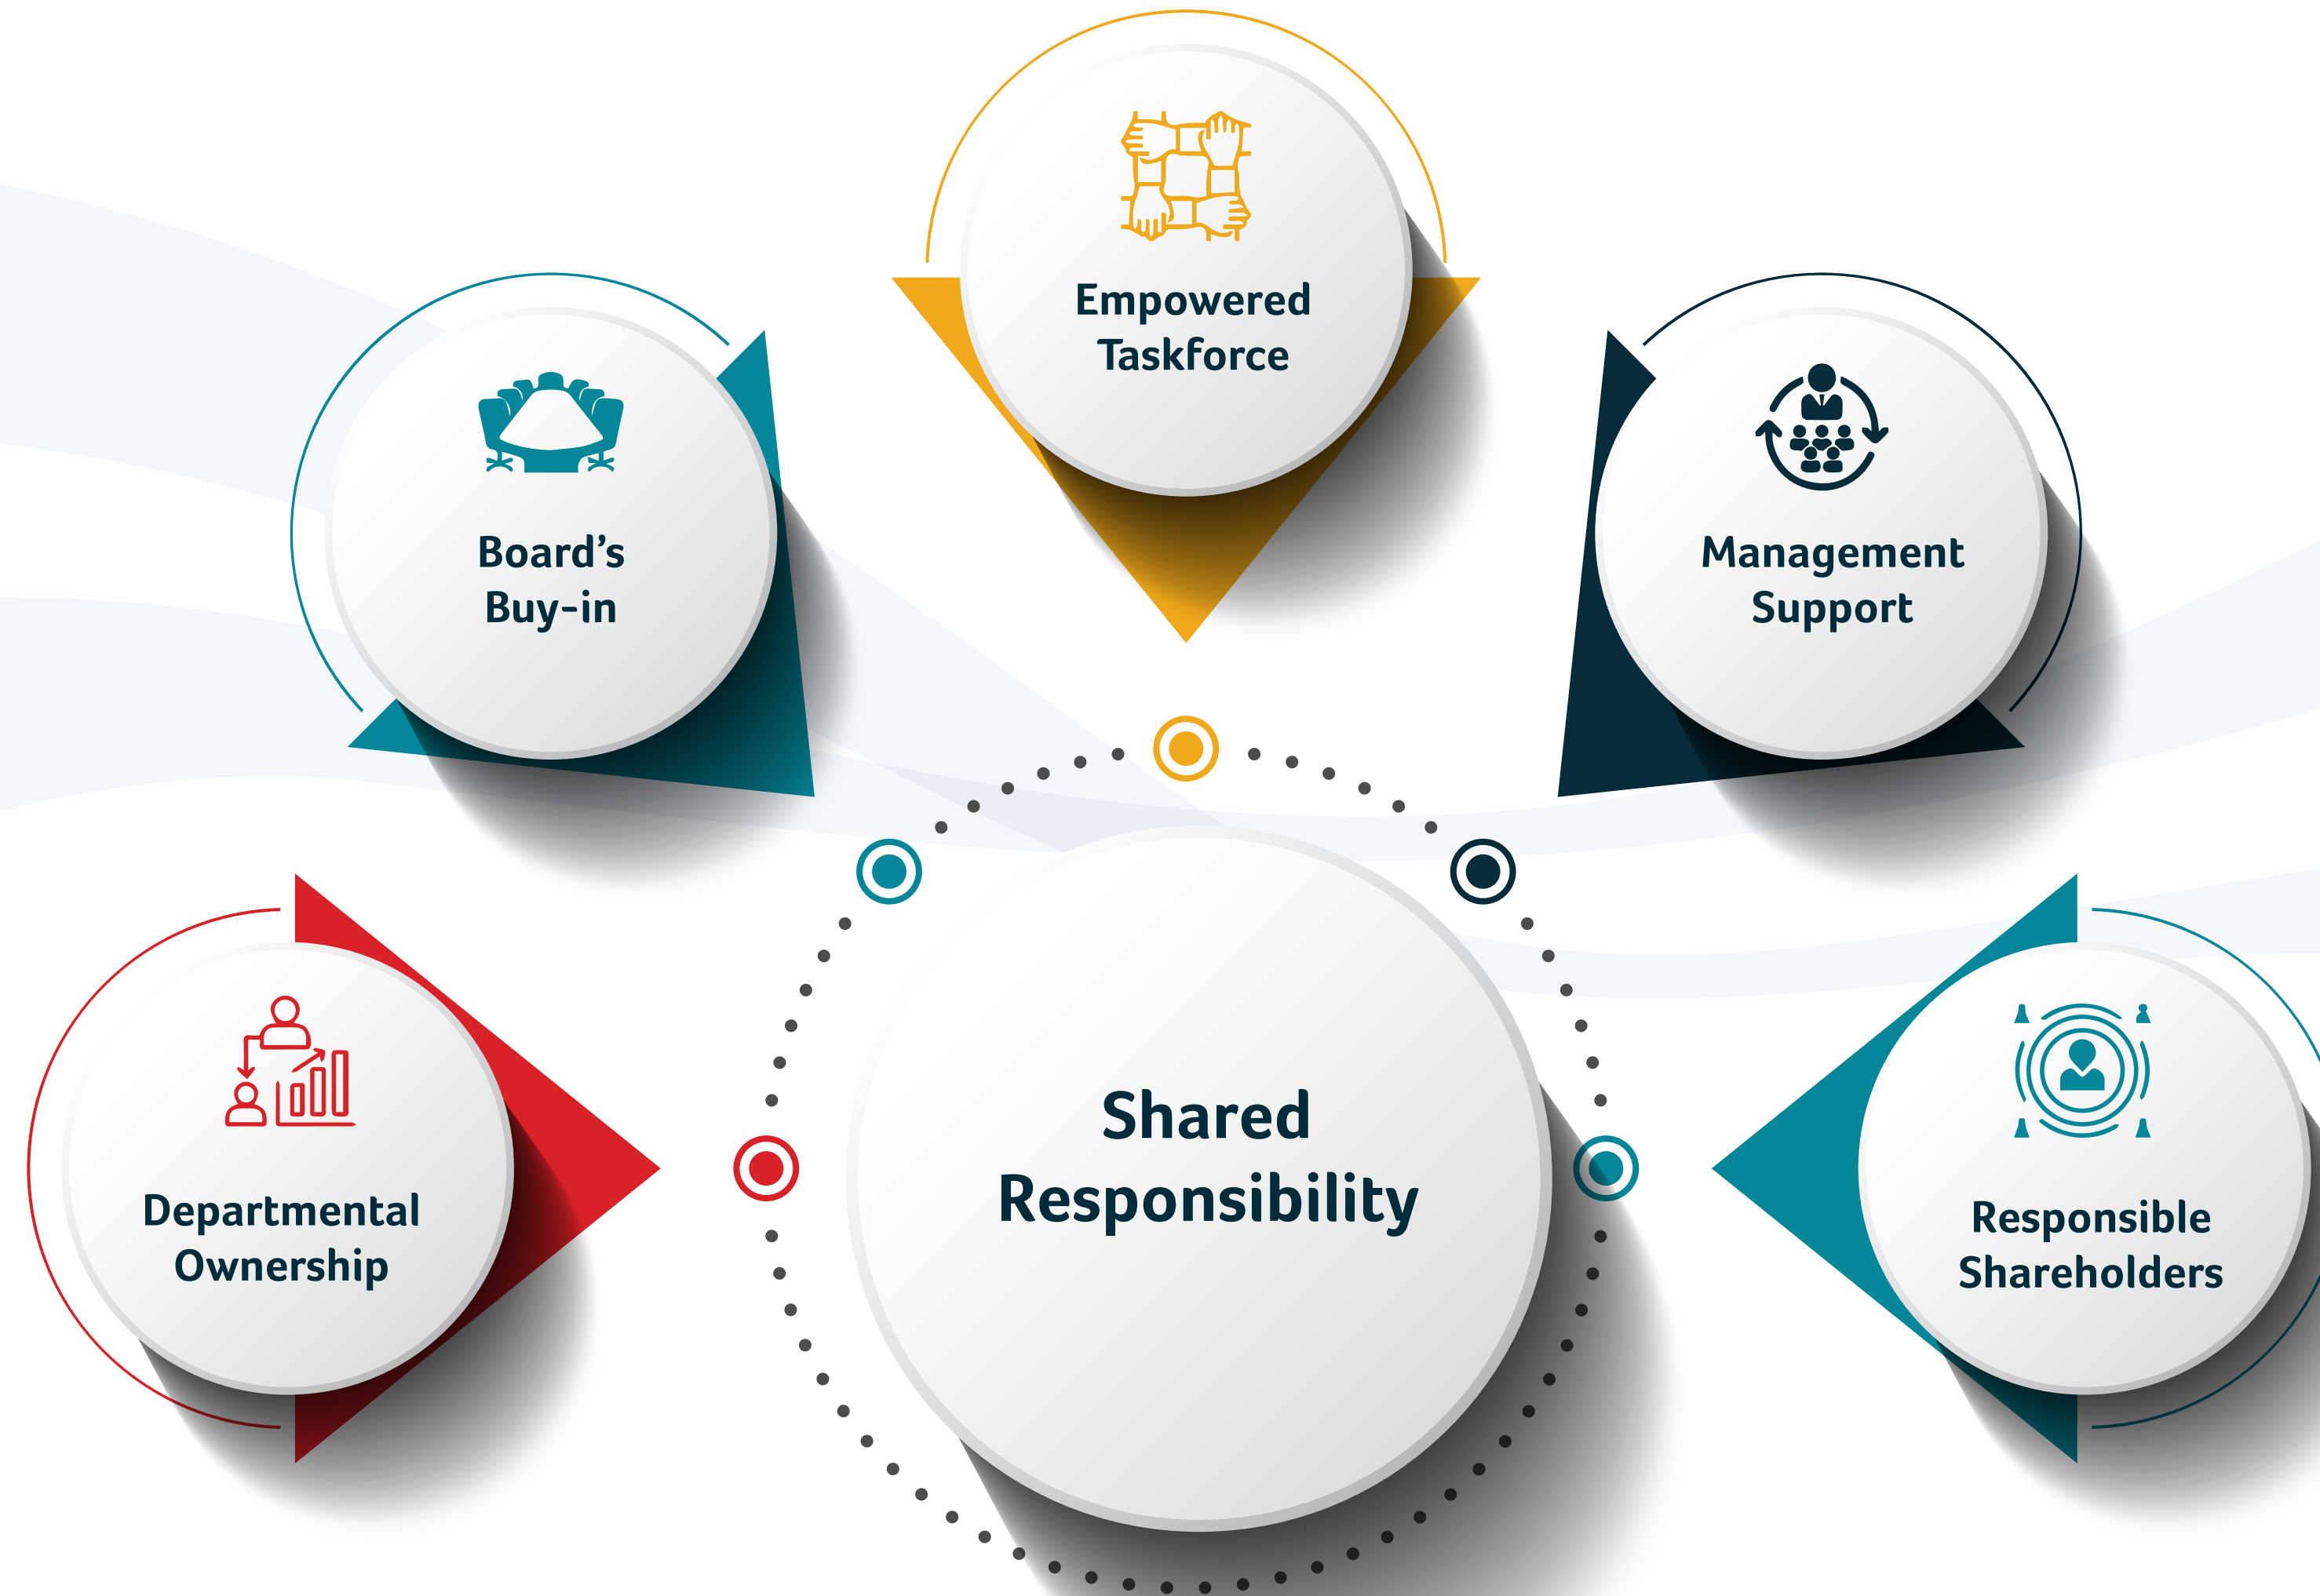 Empowered
Taskforce
Board’s
Buy-in
Management
Support
Departmental
Ownership
Shared
Responsibility
Responsible
Shareholders